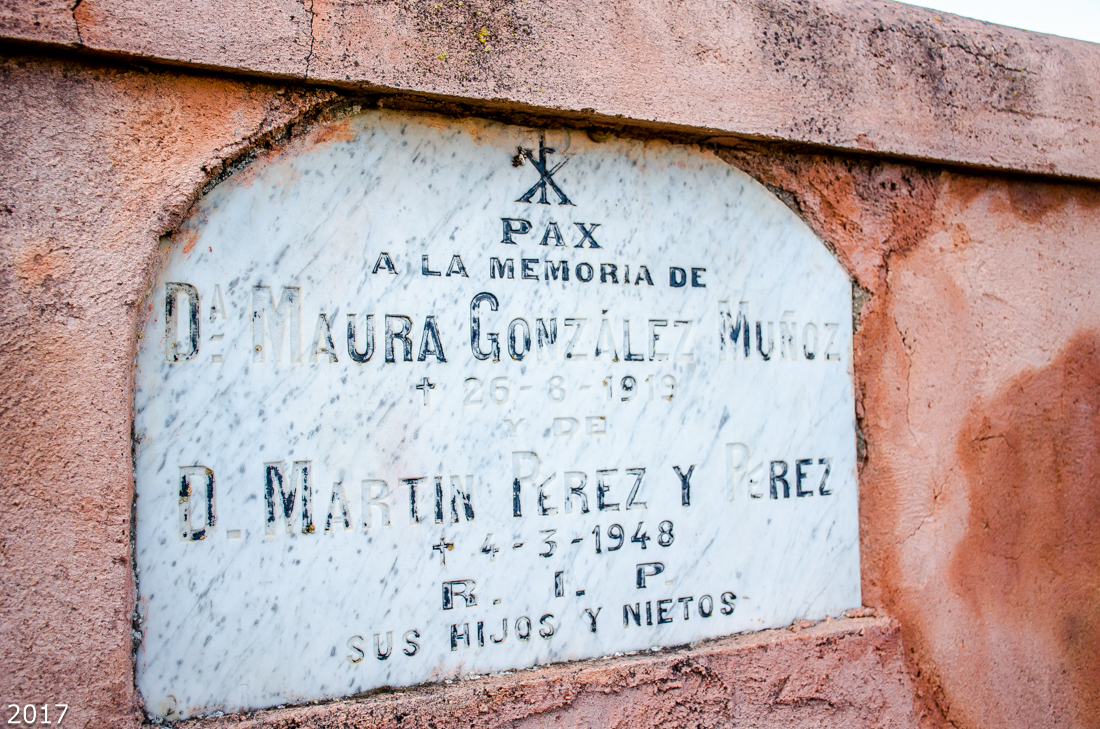 PAX
A LA MEMORIA DE
Dª. M MAURA GONZÁLEZ MUÑOZ
+ 26-8-1919
Y DE
D. MARTIN PEREZ Y PEREZ
+ 4-3-1948
R. I. P.
SUS HIJOS Y NIETOS
2017